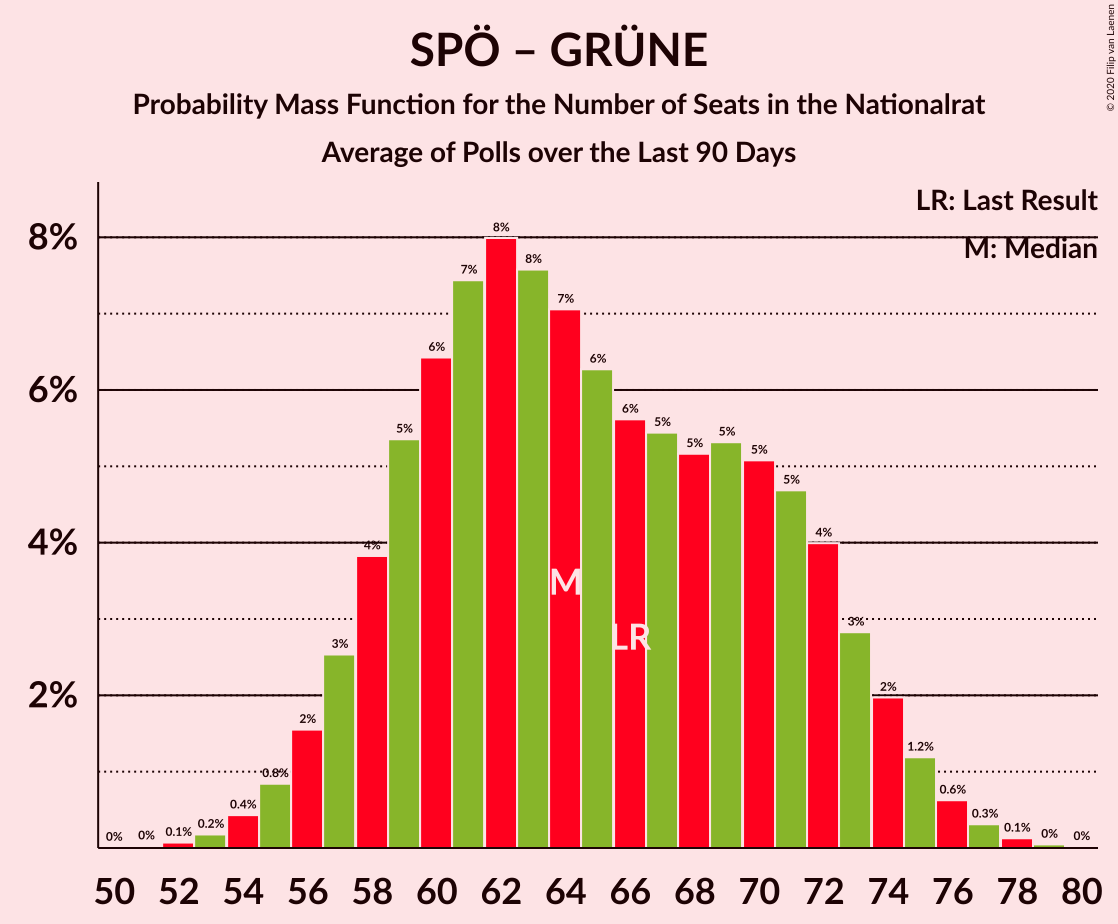 SPÖ – GRÜNE
Probability Mass Function for the Number of Seats in the Nationalrat
Average of Polls over the Last 90 Days
© 2020 Filip van Laenen
LR: Last Result
M: Median
8%
6%
4%
2%
0% 0% 0.1% 0.2% 0.4% 0.8% 2% 3% 4% 5% 6% 7% 8% 8% 7% 6% 6% 5% 5% 5% 5% 5% 4% 3% 2% 1.2% 0.6% 0.3% 0.1% 0% 0%
M
LR
50 52 54 56 58 60 62 64 66 68 70 72 74 76 78 80